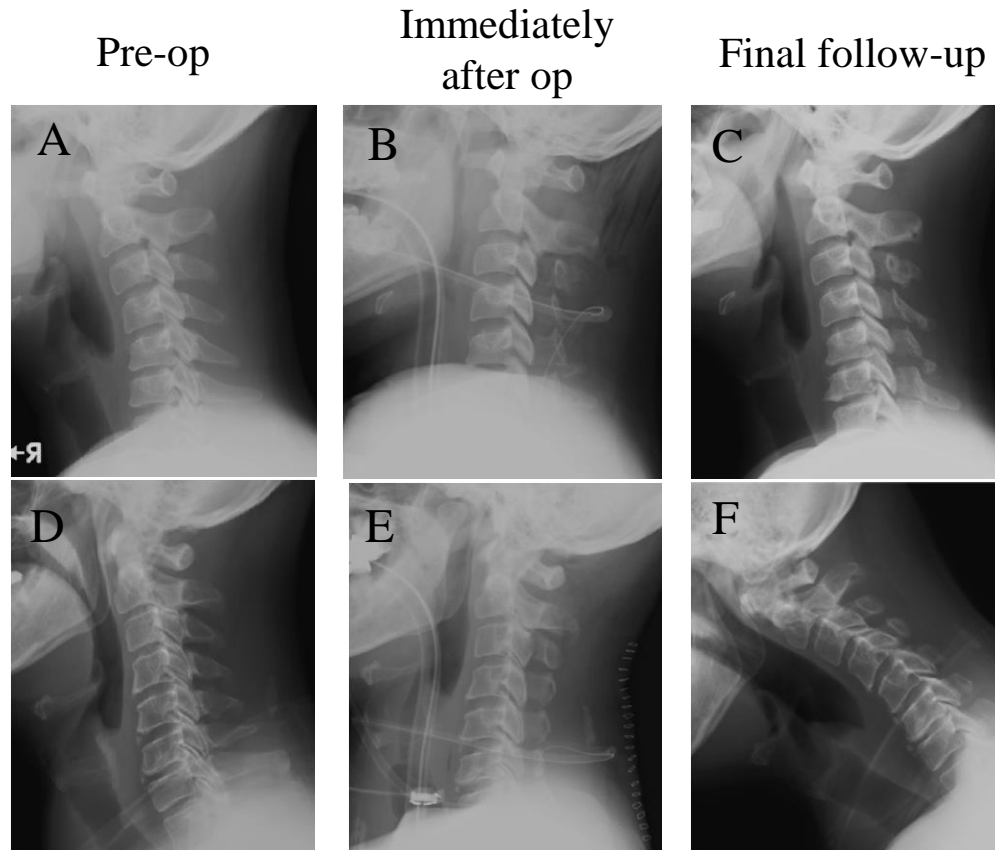 Pre-op
Immediately
after op
Final follow-up
A
B
C
←R
D
E
F